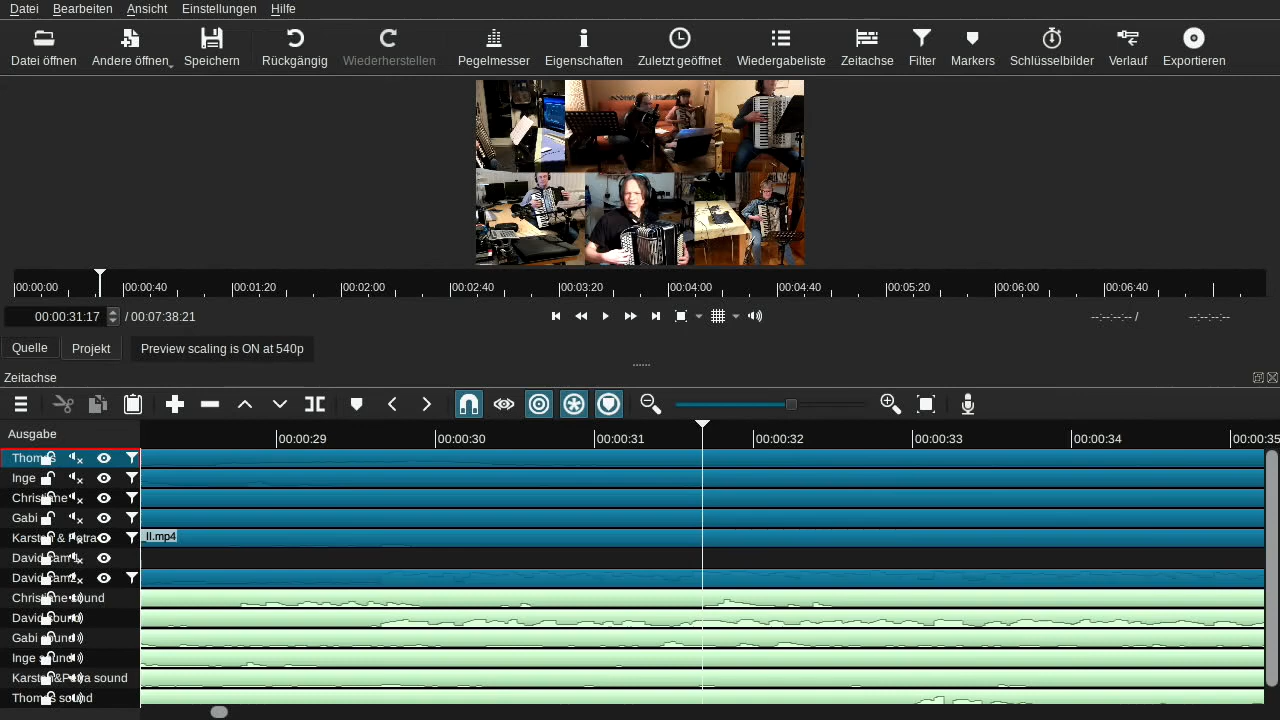 Datei Bearbeiten Ansicht Einstellungen Hilfe
Datei öffnen Andere öffnen Speichern Rückgängig Wiederherstellen Pegelmesser Eigenschaften Zuletzt geöffnet Wiedergabeliste Zeitachse Filter Markers Schlüsselbilder Verlauf Exportieren
00:00:00 00:00:40 00:01:20 00:02:00 00:02:40 00:03:20 00:04:00 00:04:40 00:05:20 00:06:00 00:06:40
00:00:31:17 / 00:07:38:21 --:--:--:-- / --:--:--:--
Quelle Projekt Preview scaling is ON at 540p
Zeitachse
Ausgabe 00:00:29 00:00:30 00:00:31 00:00:32 00:00:33 00:00:34 00:00:35
Thomas
Inge
Christiane
Gabi
Karsten & Petra _II.mp4
David cam 1
David cam
Christiane sound
David sound
Gabi sound
Inge sound
Karsten&Petra sound
Thomas sound